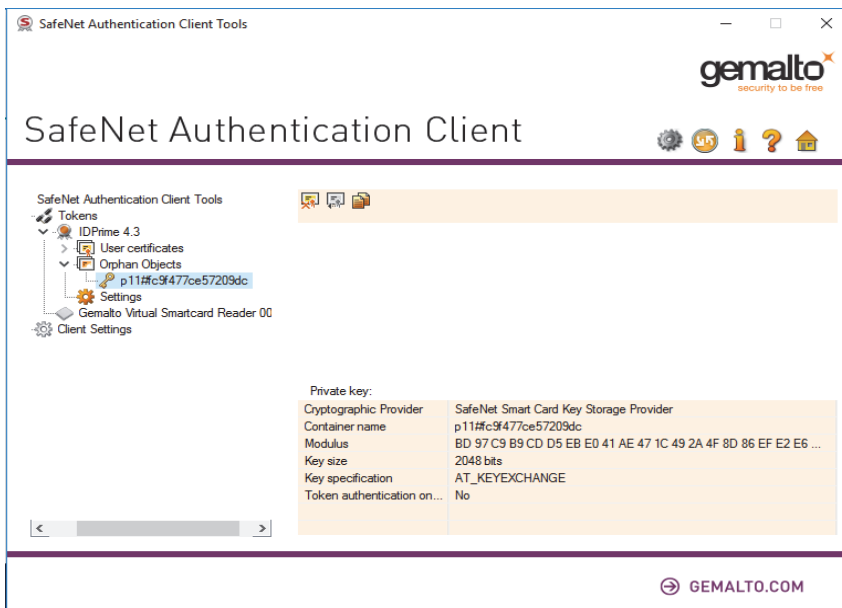 SafeNet Authentication Client Tools
gemalto
security to be free
SafeNet Authentication Client
SafeNet Authentication Client Tools
Tokens
IDPrime 4.3
User certificates
Orphan Objects
p11#fc9f477ce57209dc
Settings
Gemalto Virtual Smartcard Reader 00
Client Settings
Private key:
Cryptographic Provider SafeNet Smart Card Key Storage Provider
Container name p11#fc9f477ce57209dc
Modulus BD 97 C9 B9 CD D5 EB E0 41 AE 47 1C 49 2A 4F 8D 86 EF E2 E6 ...
Key size 2048 bits
Key specification AT_KEYEXCHANGE
Token authentication on... No
GEMALTO.COM